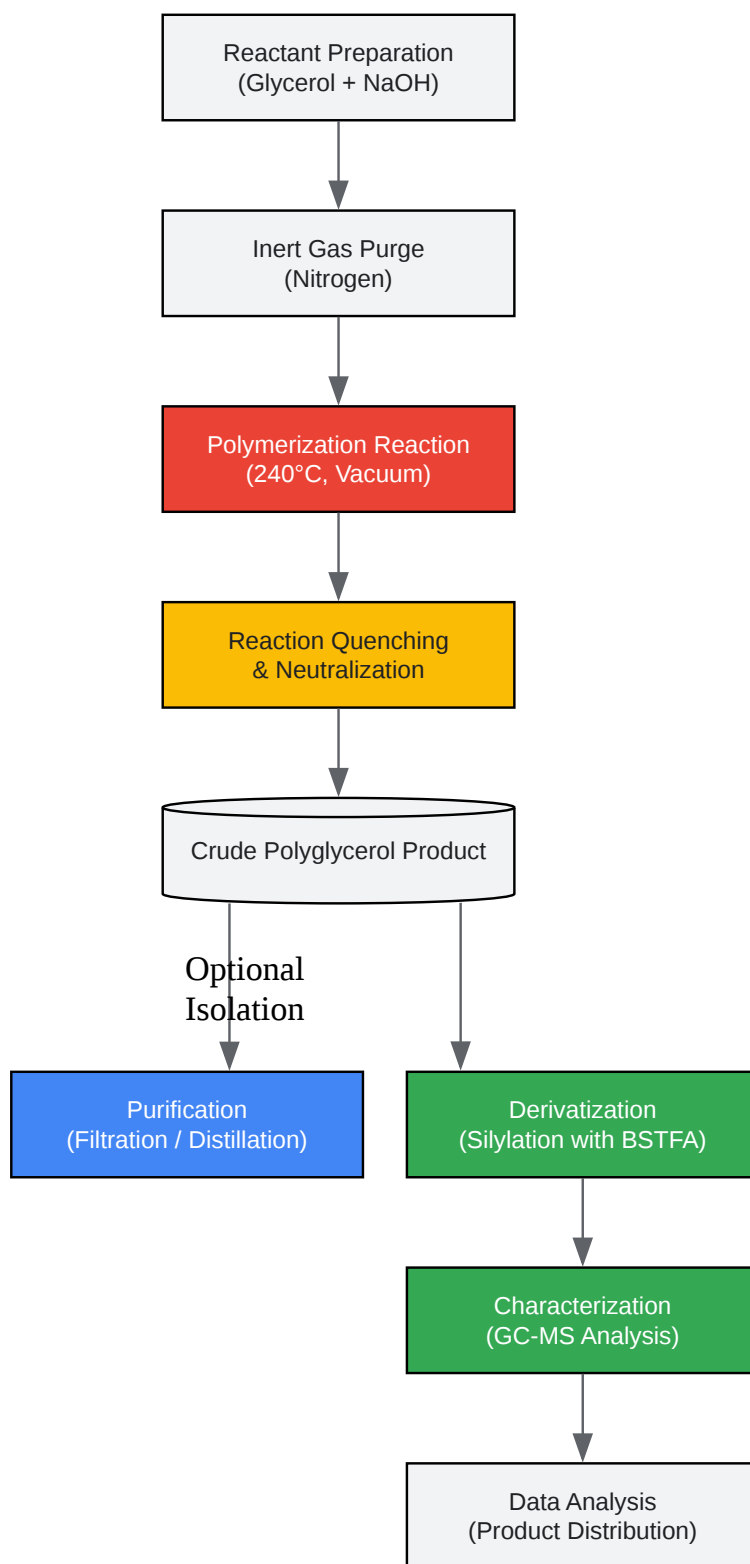 Reactant Preparation
(Glycerol + NaOH)
Inert Gas Purge
(Nitrogen)
Polymerization Reaction
(240°C, Vacuum)
Reaction Quenching
& Neutralization
Crude Polyglycerol Product
Optional
Isolation
Purification
(Filtration / Distillation)
Derivatization
(Silylation with BSTFA)
Characterization
(GC-MS Analysis)
Data Analysis
(Product Distribution)